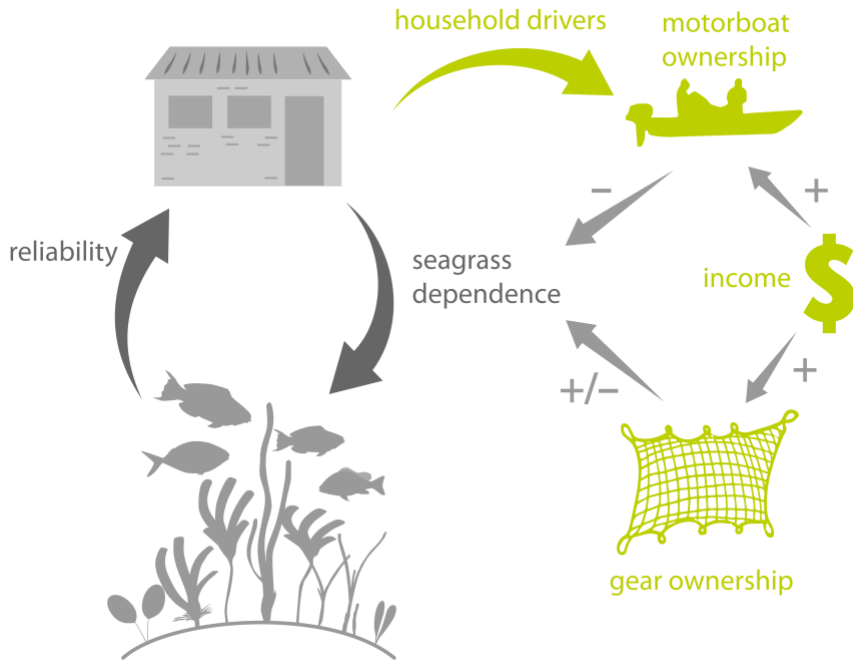 household drivers
motorboat
ownership
-
+
reliability
seagrass
dependence
income
$
+/-
+
gear ownership